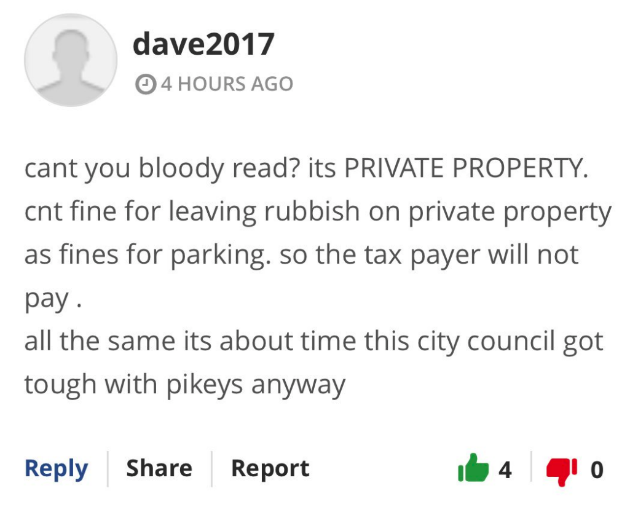 dave2017
4 HOURS AGO
cant you bloody read? its PRIVATE PROPERTY.
cnt fine for leaving rubbish on private property
as fines for parking. so the tax payer will not
pay .
all the same its about time this city council got
tough with pikeys anyway
Reply Share Report 4 0